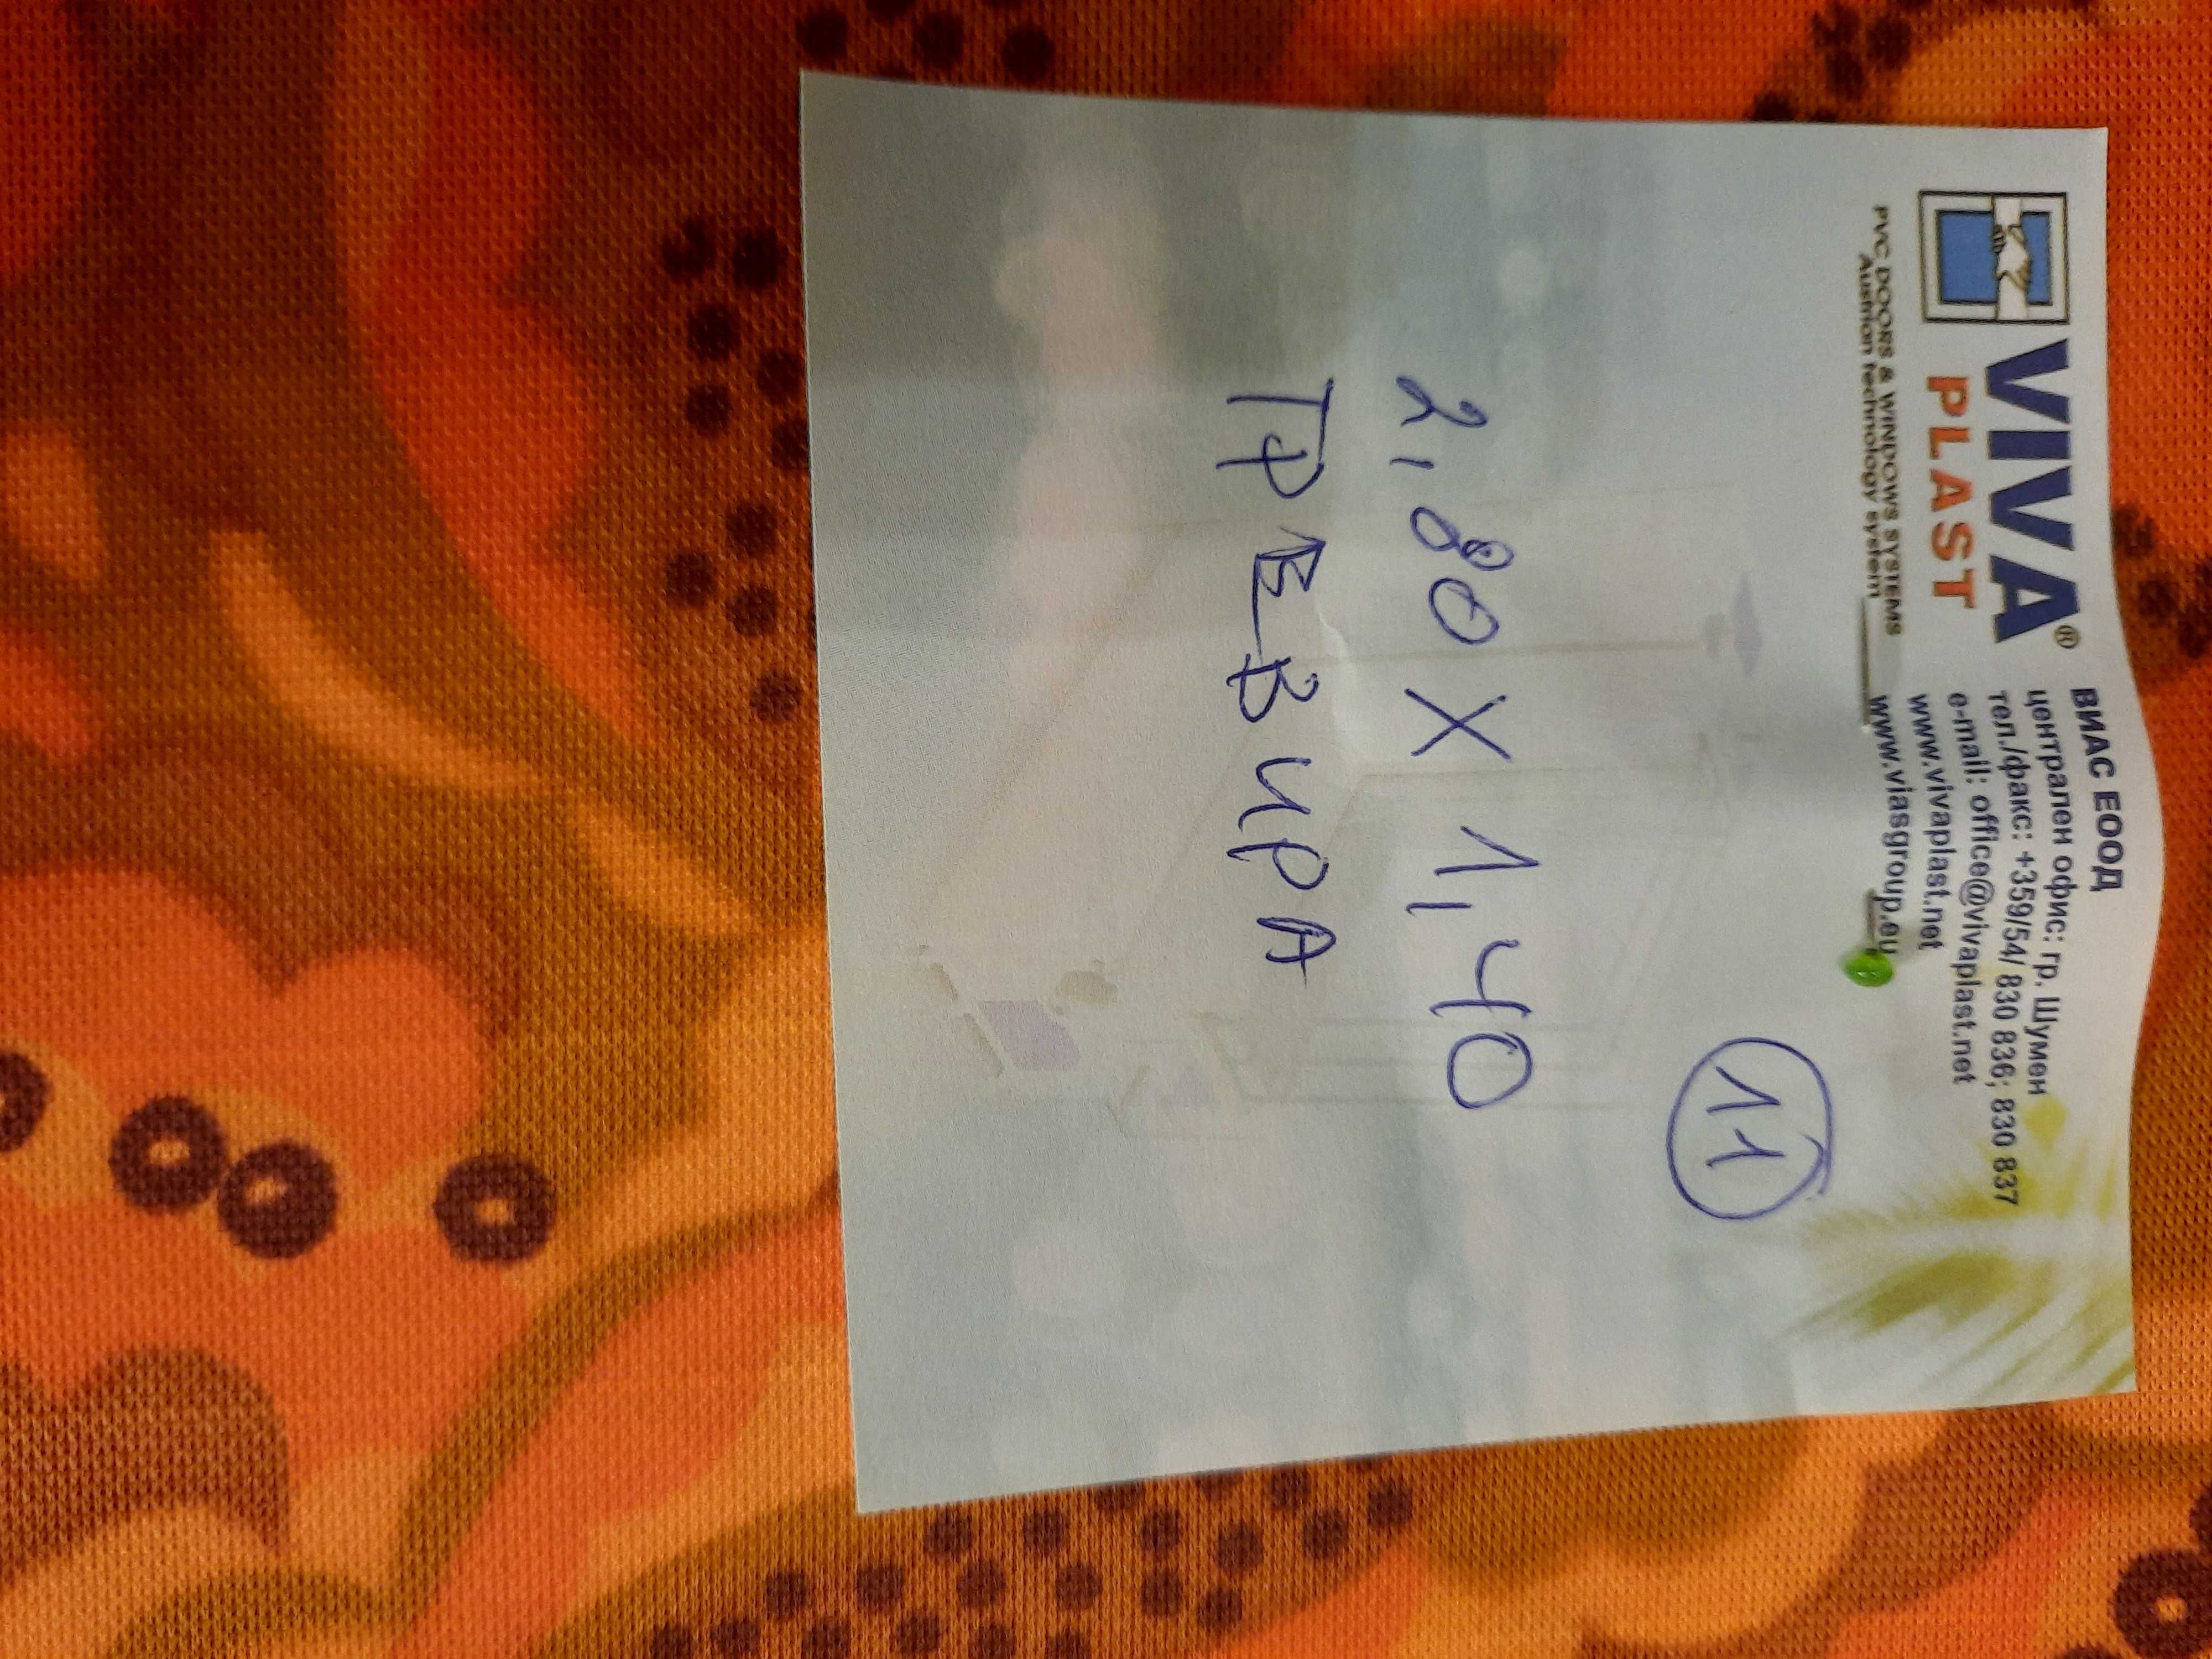 VIVA®
PLAST
PVC DOORS & WINDOWS SYSTEMS
Austrian technology system
ВИАС ЕООД
централен офис: гр. Шумен
тел./факс: +359/54/ 830 836; 830 837
e-mail: office@vivaplast.net
www.vivaplast.net
www.viasgroup.eu
11
2,80 X 1,40
ТРЕВИРА